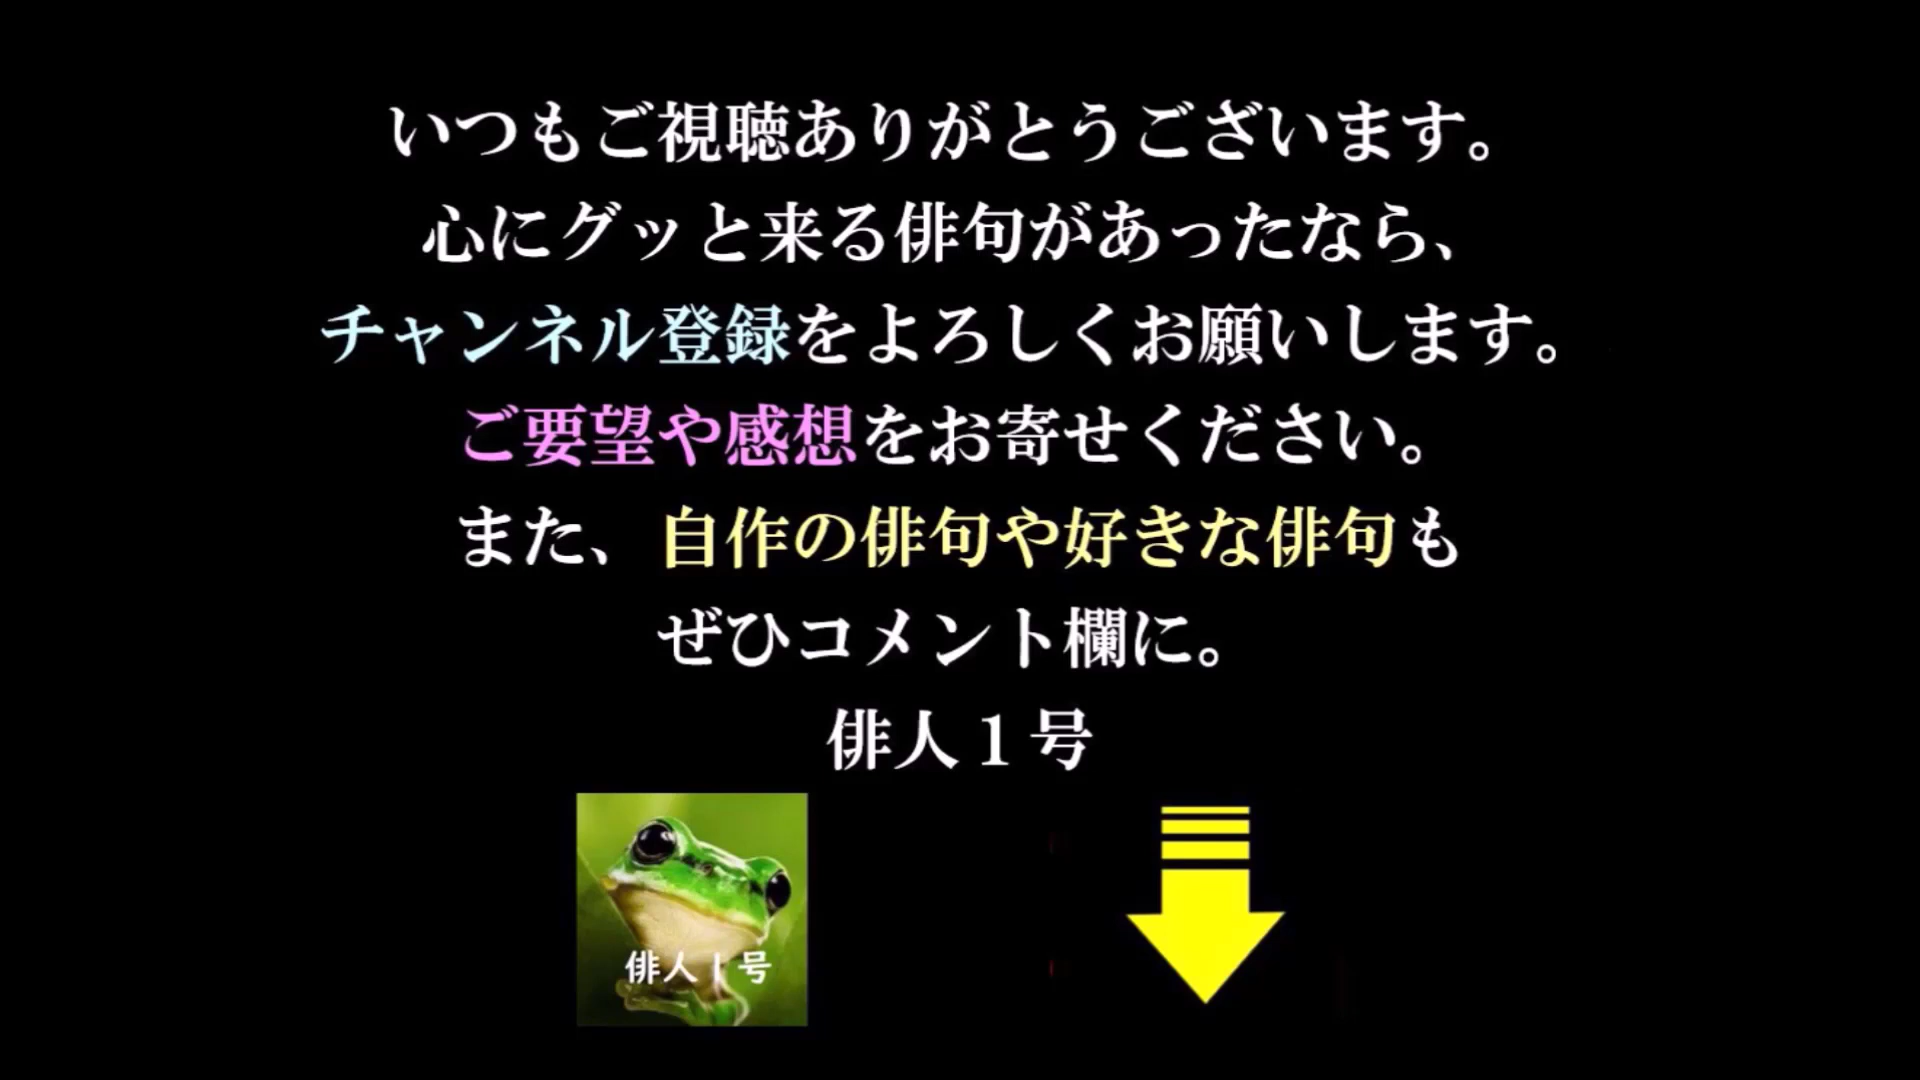 いつもご視聴ありがとうございます。
心にグッと来る俳句があったなら、
チャンネル登録をよろしくお願いします。
ご要望や感想をお寄せください。
また、自作の俳句や好きな俳句も
ぜひコメント欄に。
俳人１号
俳人１号